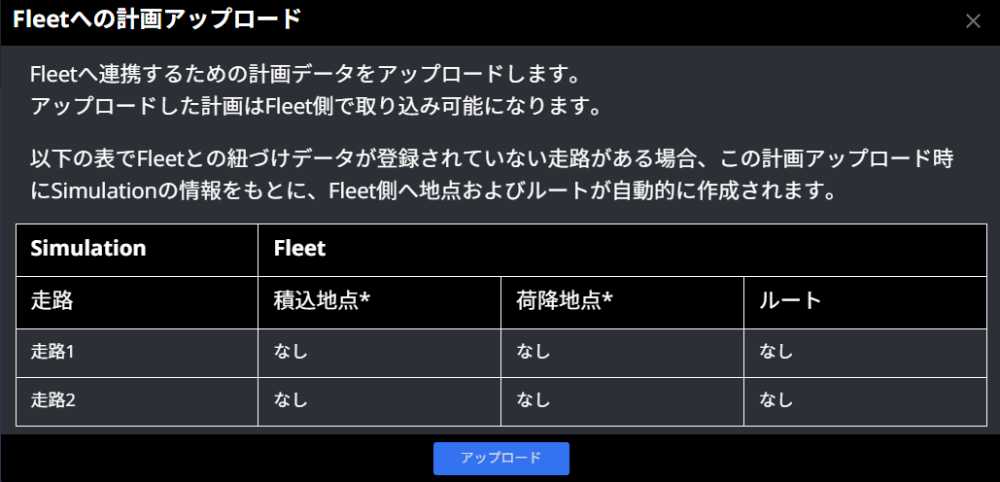 Fleetへの計画アップロード
Fleetへ連携するための計画データをアップロードします。
アップロードした計画はFleet側で取り込み可能になります。
以下の表でFleetとの紐づけデータが登録されていない走路がある場合、この計画アップロード時
にSimulationの情報をもとに、Fleet側へ地点およびルートが自動的に作成されます。
Simulation Fleet
走路 積込地点* 荷降地点* ルート
走路1 なし なし なし
走路2 なし なし なし
アップロード